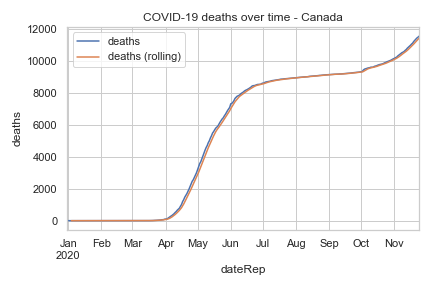 COVID-19 deaths over time - Canada
deaths
deaths (rolling)
12000
10000
8000
6000
4000
2000
0
deaths
Jan Feb Mar Apr May Jun Jul Aug Sep Oct Nov
2020
dateRep